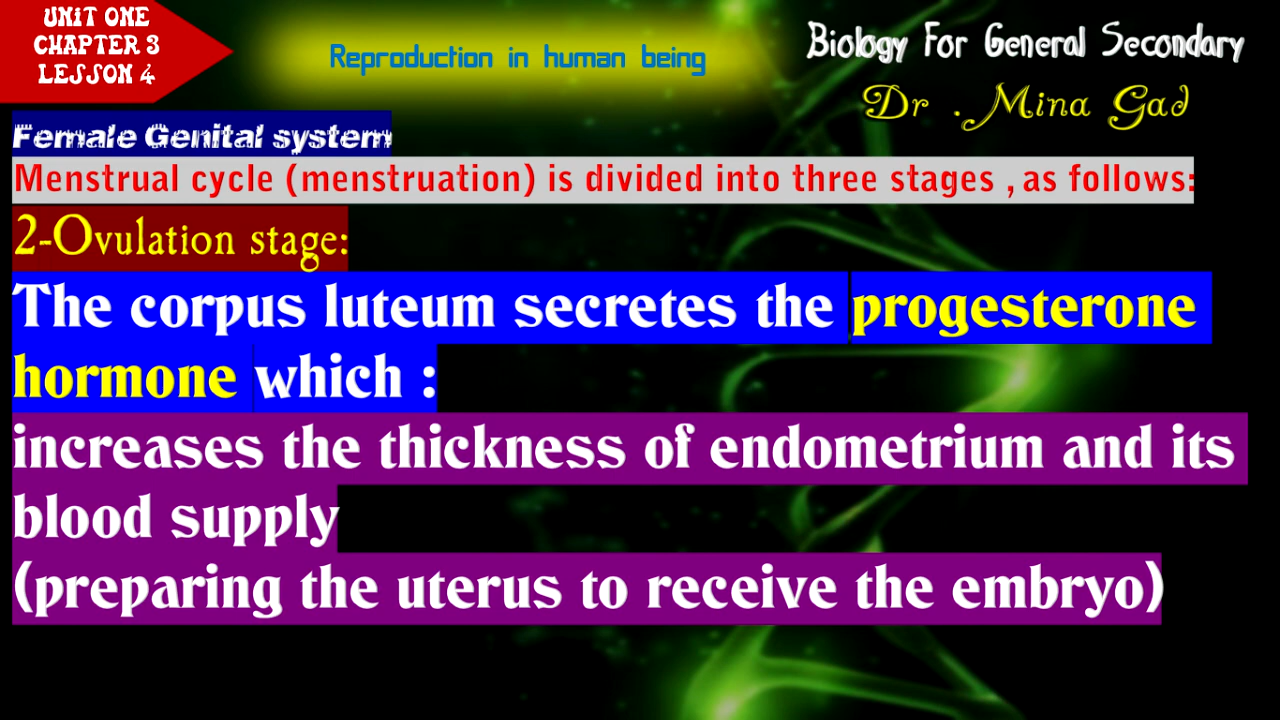 UNIT ONE
CHAPTER 3
LESSON 4
Reproduction in human being
Biology For General Secondary
Dr .Mina Gad
Female Genital system
Menstrual cycle (menstruation) is divided into three stages ,as follows:
2-Ovulation stage:
The corpus luteum secretes the progesterone
hormone which :
increases the thickness of endometrium and its
blood supply
(preparing the uterus to receive the embryo)